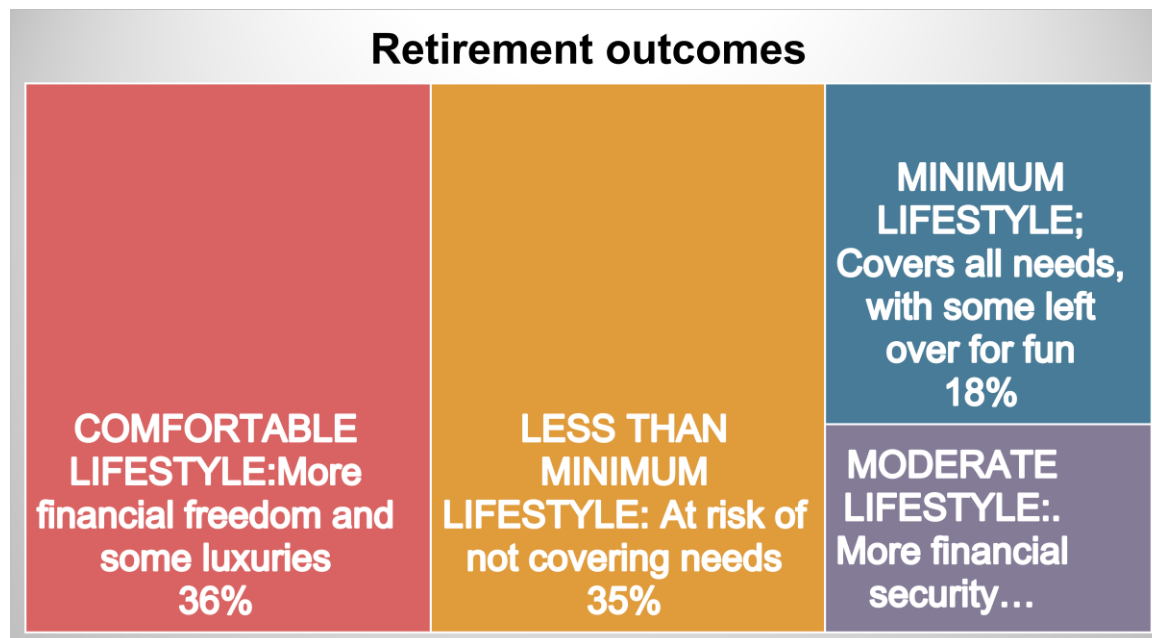 Retirement outcomes
COMFORTABLE
LIFESTYLE:More
financial freedom and
some luxuries
36%
LESS THAN
MINIMUM
LIFESTYLE: At risk of
not covering needs
35%
MINIMUM
LIFESTYLE;
Covers all needs,
with some left
over for fun
18%
MODERATE
LIFESTYLE:.
More financial
security…